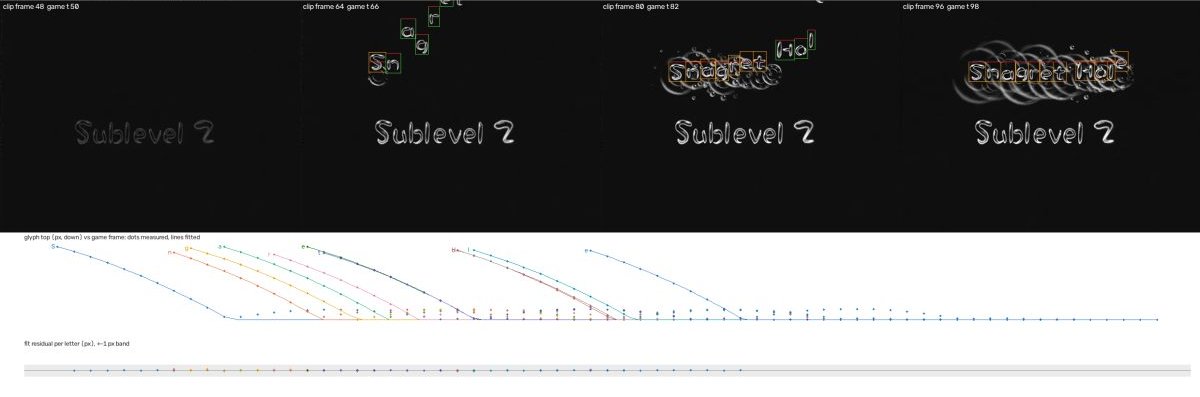 clip frame 48 game t 50
Sublevel 2
clip frame 64 game t 66
S n a g r e t
Sublevel 2
clip frame 80 game t 82
Snagret Hol
Sublevel 2
clip frame 96 game t 98
Snagret Hole
Sublevel 2
glyph top (px, down) vs game frame: dots measured, lines fitted
S n g a r e t H l e
fit residual per letter (px), +-1 px band